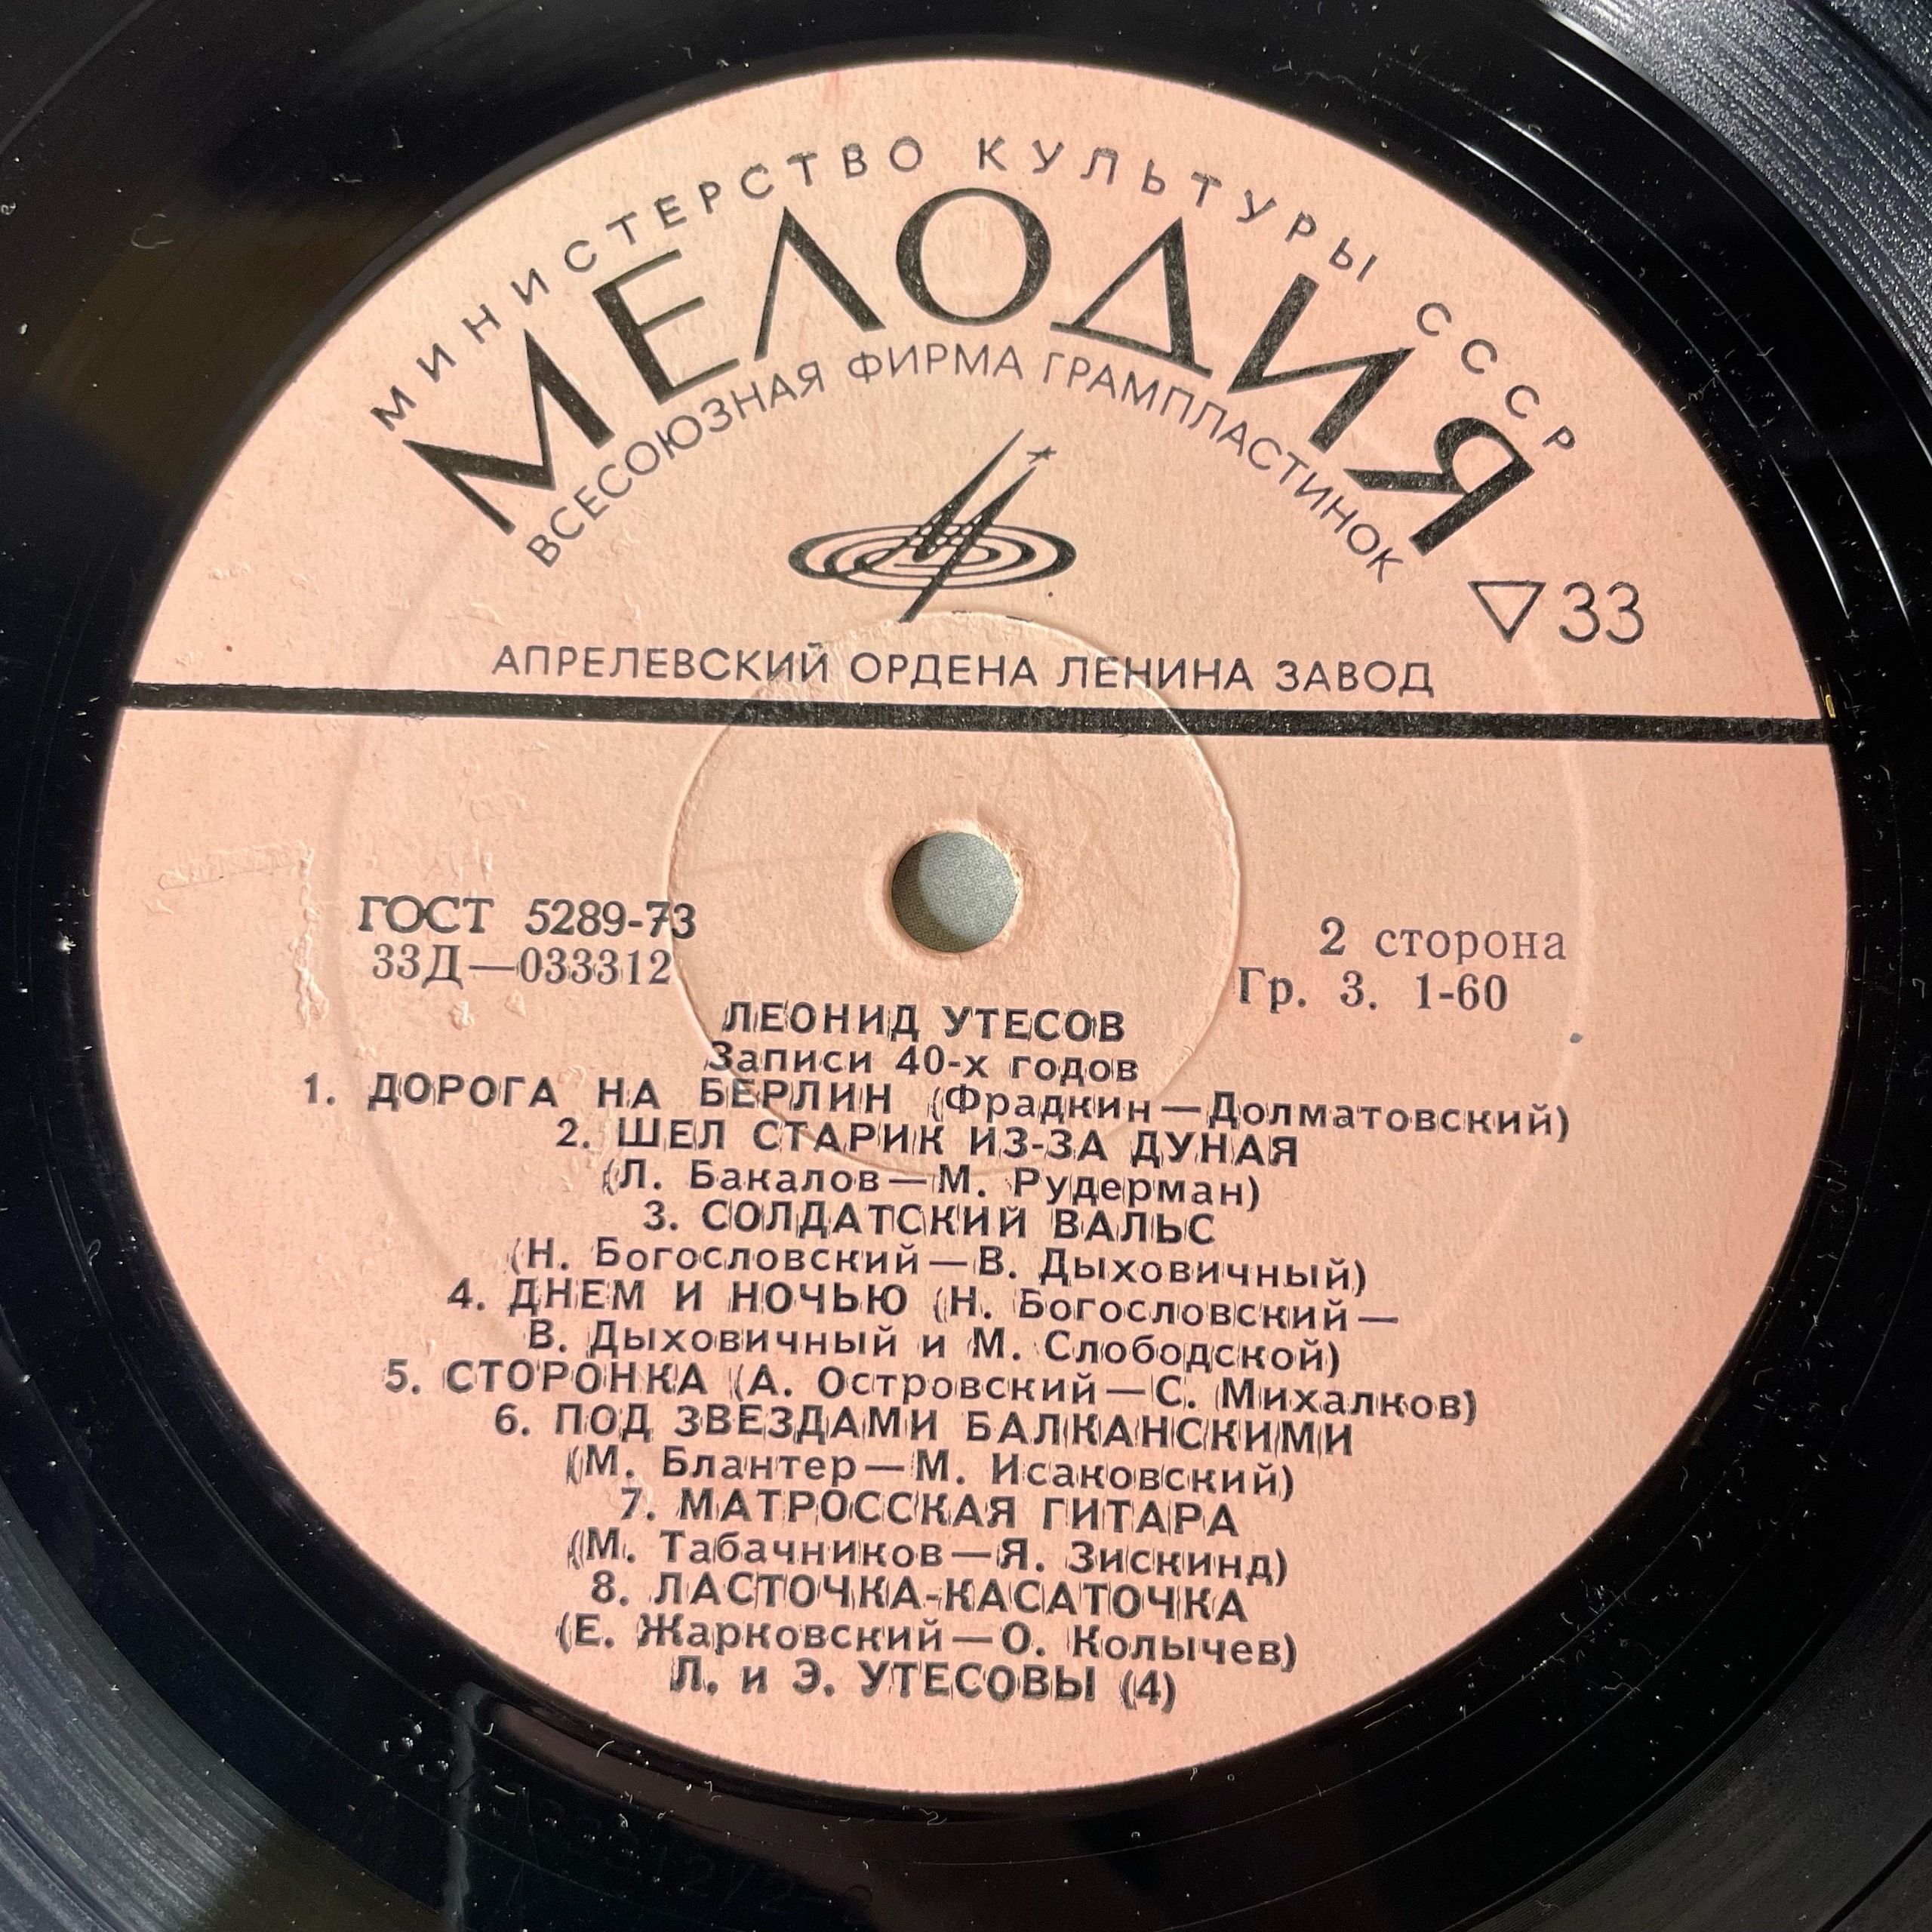 МИНИСТЕРСТВО КУЛЬТУРЫ СССР
МЕЛОДИЯ
ВСЕСОЮЗНАЯ ФИРМА ГРАМПЛАСТИНОК
▽33
АПРЕЛЕВСКИЙ ОРДЕНА ЛЕНИНА ЗАВОД
ГОСТ 5289-73
33Д—033312
2 сторона
Гр. 3. 1-60
ЛЕОНИД УТЕСОВ
Записи 40-х годов
1. ДОРОГА НА БЕРЛИН (Фрадкин—Долматовский)
2. ШЕЛ СТАРИК ИЗ-ЗА ДУНАЯ
(Л. Бакалов—М. Рудерман)
3. СОЛДАТСКИЙ ВАЛЬС
(Н. Богословский—В. Дыховичный)
4. ДНЕМ И НОЧЬЮ (Н. Богословский—
В. Дыховичный и М. Слободской)
5. СТОРОНКА (А. Островский—С. Михалков)
6. ПОД ЗВЕЗДАМИ БАЛКАНСКИМИ
(М. Блантер—М. Исаковский)
7. МАТРОССКАЯ ГИТАРА
(М. Табачников—Я. Зискинд)
8. ЛАСТОЧКА-КАСАТОЧКА
(Е. Жарковский—О. Колычев)
Л. и Э. УТЕСОВЫ (4)